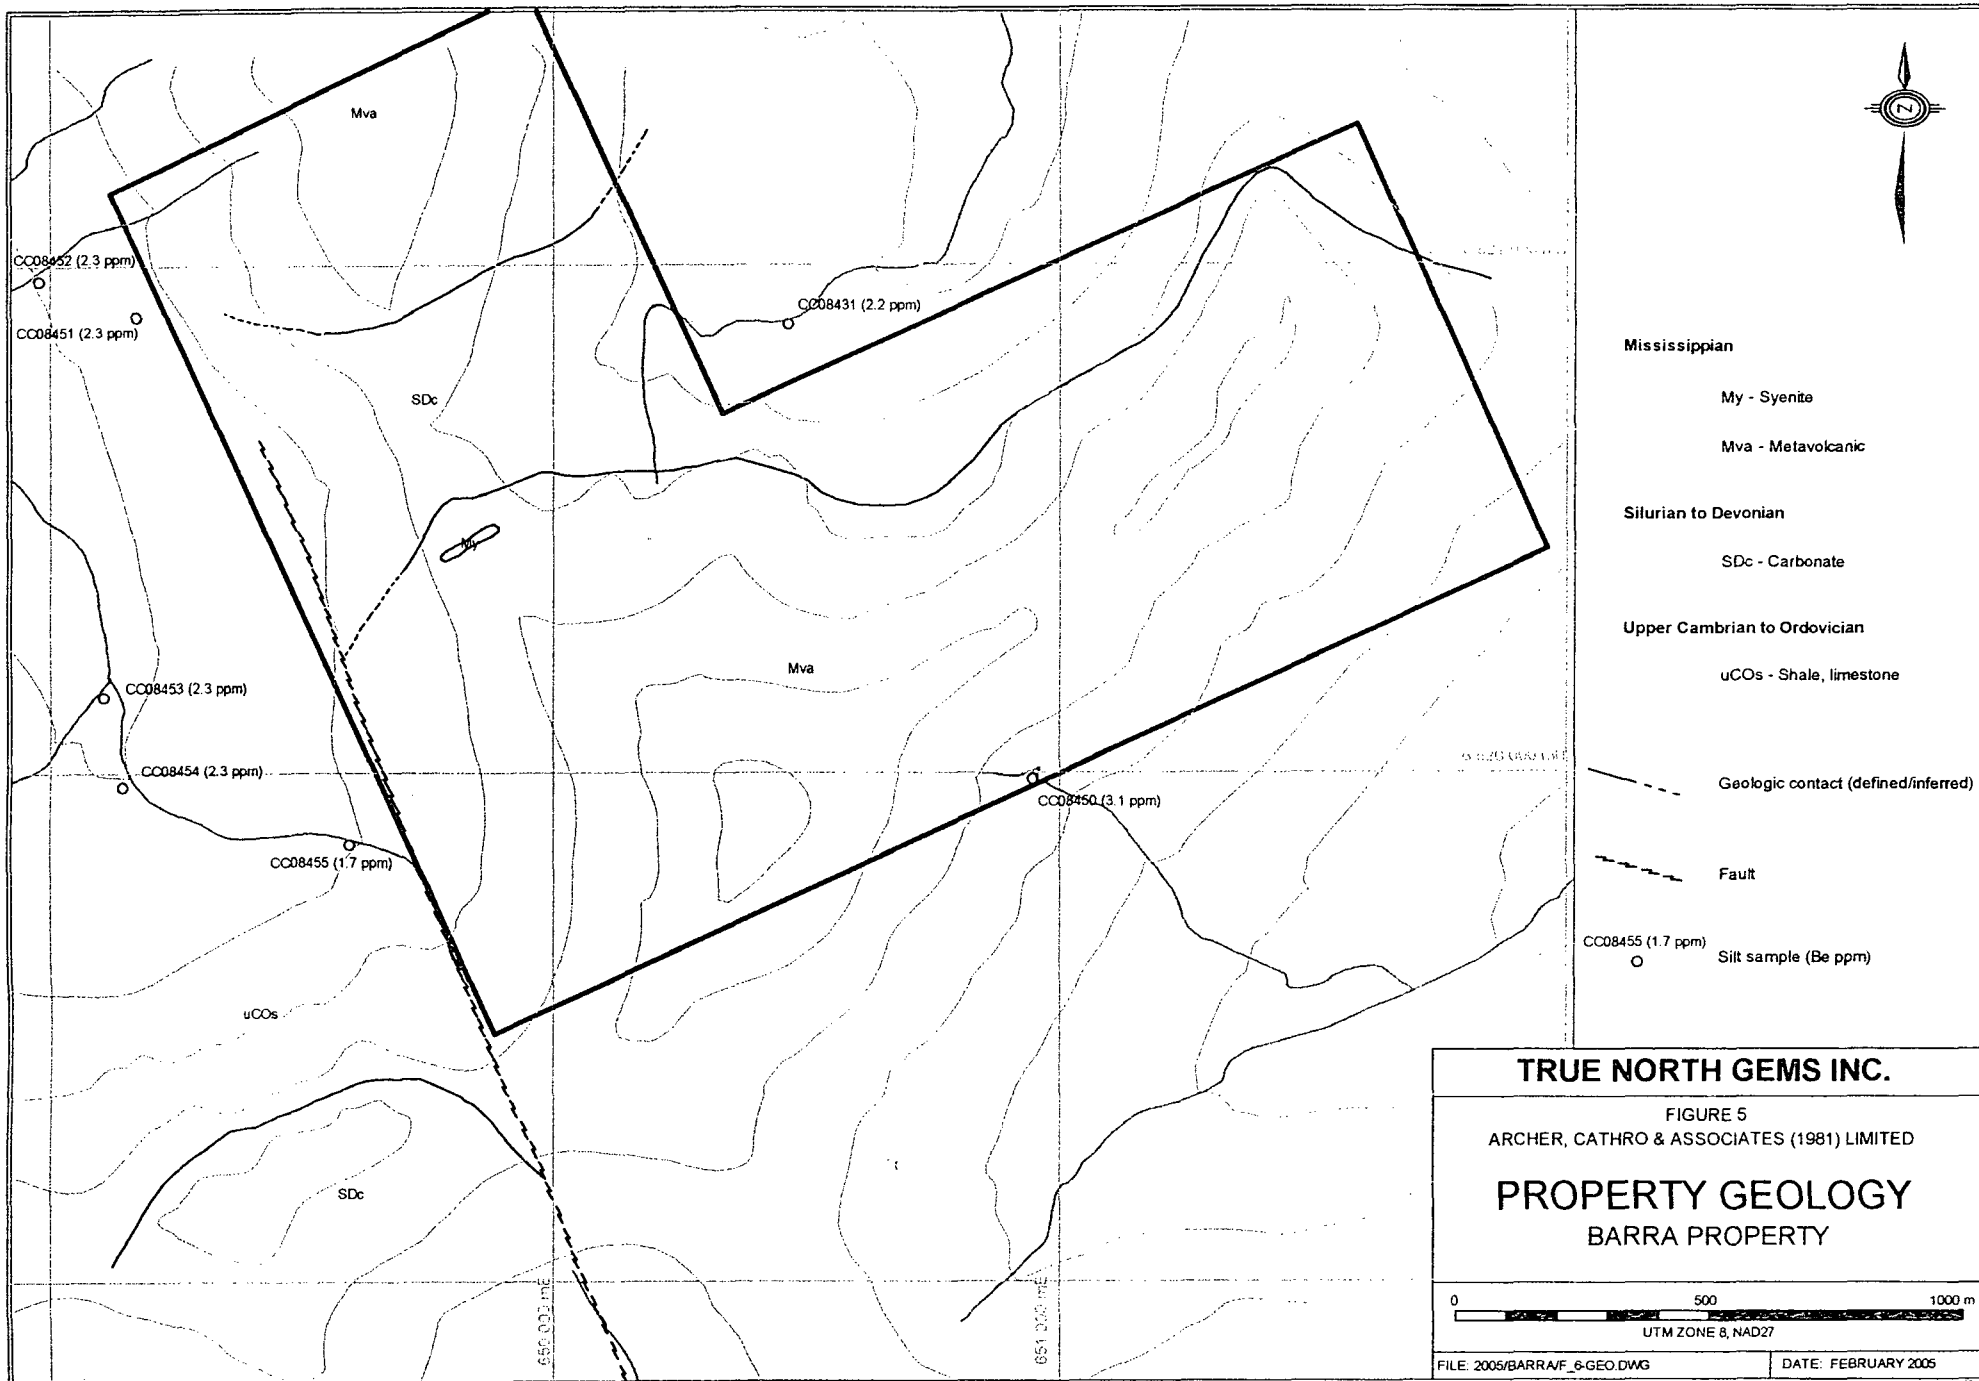 Mva
CC08452 (2.3 ppm)
CC08451 (2.3 ppm)
CC08431 (2.2 ppm)
SDc
My
Mva
CC08453 (2.3 ppm)
CC08454 (2.3 ppm)
CC08450 (3.1 ppm)
CC08455 (1.7 ppm)
uCOs
SDc
650 000 mE
651 000 mE
Z
Mississippian
My - Syenite
Mva - Metavolcanic
Silurian to Devonian
SDc - Carbonate
Upper Cambrian to Ordovician
uCOs - Shale, limestone
Geologic contact (defined/inferred)
Fault
CC08455 (1.7 ppm)
Silt sample (Be ppm)
TRUE NORTH GEMS INC.
FIGURE 5
ARCHER, CATHRO & ASSOCIATES (1981) LIMITED
PROPERTY GEOLOGY
BARRA PROPERTY
0 500 1000 m
UTM ZONE 8, NAD27
FILE: 2005/BARRA/F_6-GEO.DWG
DATE: FEBRUARY 2005